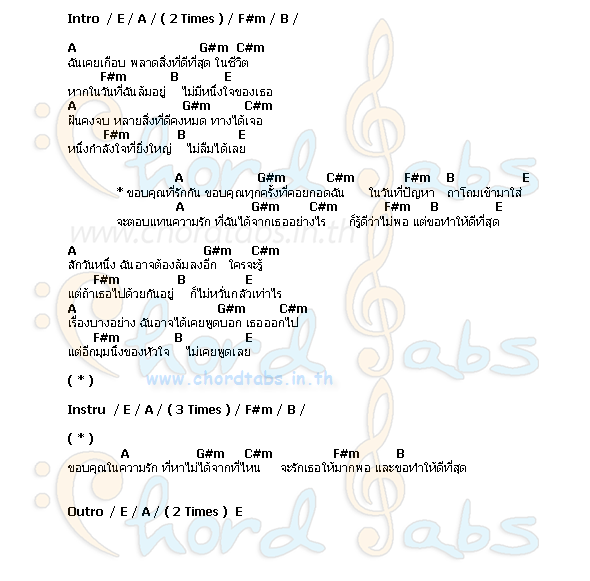 Intro / E / A / ( 2 Times ) / F#m / B /
A G#m C#m
ฉันเคยเกือบ พลาดสิ่งที่ดีที่สุด ในชีวิต
F#m B E
หากในวันที่ฉันล้มอยู่ ไม่มีหนึ่งใจของเธอ
A G#m C#m
ฝันคงจบ หลายสิ่งที่ดีคงหมด ทางได้เจอ
F#m B E
หนึ่งกำลังใจที่ยิ่งใหญ่ ไม่ลืมได้เลย
A G#m C#m F#m B E
* ขอบคุณที่รักกัน ขอบคุณทุกครั้งที่คอยกอดฉัน ในวันที่ปัญหา ถาโถมเข้ามาใส่
A G#m C#m F#m B E
จะตอบแทนความรัก ที่ฉันได้จากเธออย่างไร ก็รู้ดีว่าไม่พอ แต่ขอทำให้ดีที่สุด
www.chordtabs.in.th
A G#m C#m
สักวันหนึ่ง ฉันอาจต้องล้มลงอีก ใครจะรู้
F#m B E
แต่ถ้าเธอไปด้วยกันอยู่ ก็ไม่หวั่นกลัวเท่าไร
A G#m C#m
เรื่องบางอย่าง ฉันอาจได้เคยพูดบอก เธอออกไป
F#m B E
แต่อีกมุมนึงของหัวใจ ไม่เคยพูดเลย
( * )
www.chordtabs.in.th
Instru / E / A / ( 3 Times ) / F#m / B /
( * )
A G#m C#m F#m B
ขอบคุณในความรัก ที่หาไม่ได้จากที่ไหน จะรักเธอให้มากพอ และขอทำให้ดีที่สุด
Outro / E / A / ( 2 Times ) E